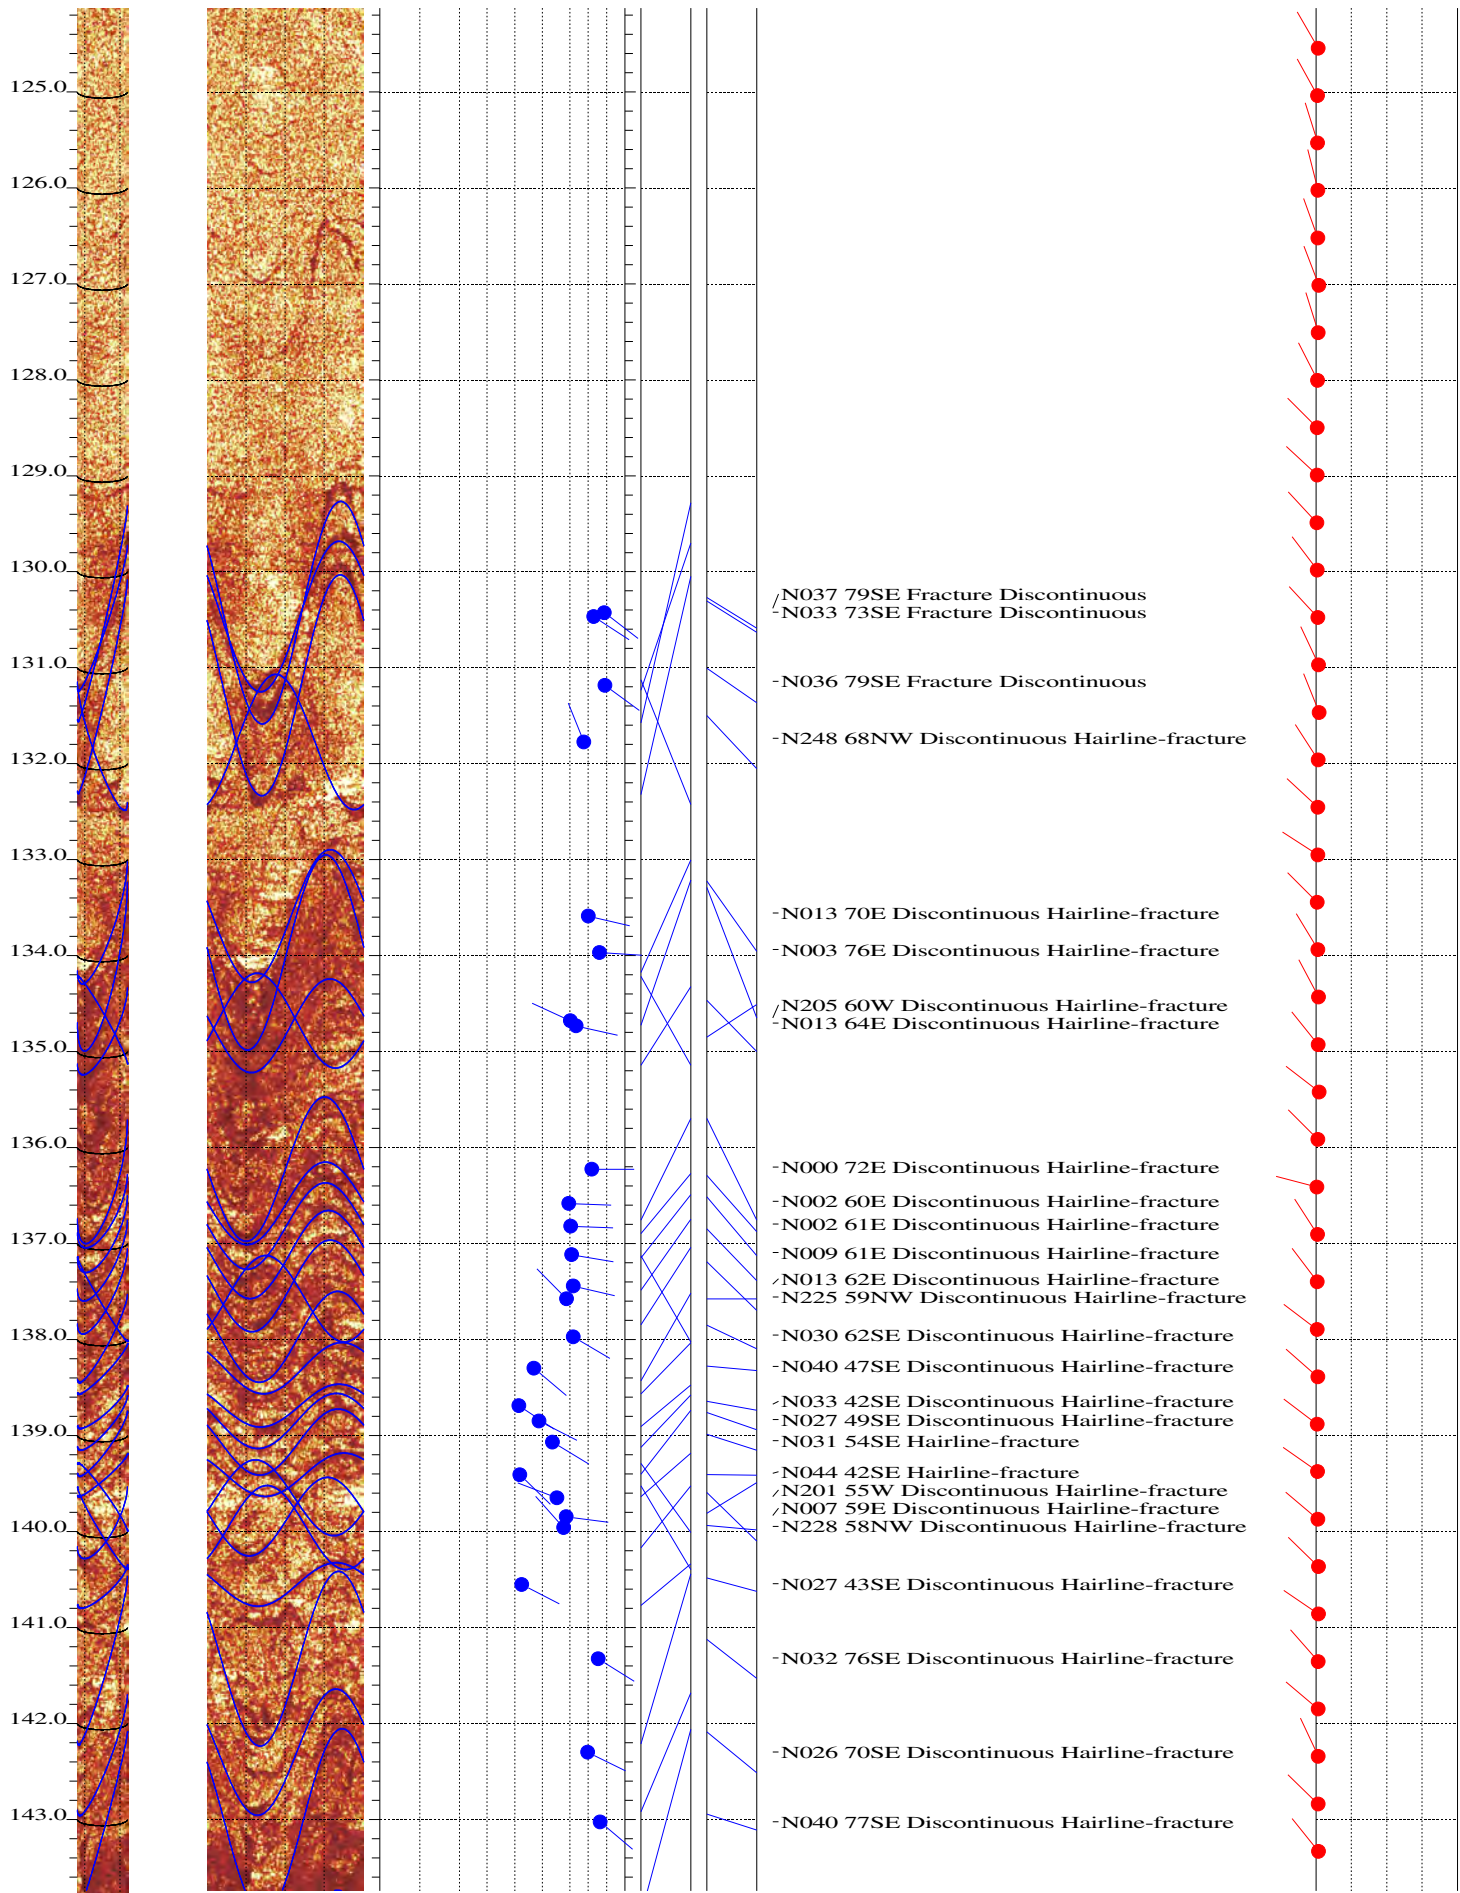 125.0
126.0
127.0
128.0
129.0
130.0
N037 79SE Fracture Discontinuous
N033 73SE Fracture Discontinuous
131.0
N036 79SE Fracture Discontinuous
N248 68NW Discontinuous Hairline-fracture
132.0
133.0
N013 70E Discontinuous Hairline-fracture
134.0
N003 76E Discontinuous Hairline-fracture
N205 60W Discontinuous Hairline-fracture
N013 64E Discontinuous Hairline-fracture
135.0
136.0
N000 72E Discontinuous Hairline-fracture
N002 60E Discontinuous Hairline-fracture
N002 61E Discontinuous Hairline-fracture
137.0
N009 61E Discontinuous Hairline-fracture
N013 62E Discontinuous Hairline-fracture
N225 59NW Discontinuous Hairline-fracture
138.0
N030 62SE Discontinuous Hairline-fracture
N040 47SE Discontinuous Hairline-fracture
N033 42SE Discontinuous Hairline-fracture
N027 49SE Discontinuous Hairline-fracture
139.0
N031 54SE Hairline-fracture
N044 42SE Hairline-fracture
N201 55W Discontinuous Hairline-fracture
N007 59E Discontinuous Hairline-fracture
140.0
N228 58NW Discontinuous Hairline-fracture
N027 43SE Discontinuous Hairline-fracture
141.0
N032 76SE Discontinuous Hairline-fracture
142.0
N026 70SE Discontinuous Hairline-fracture
143.0
N040 77SE Discontinuous Hairline-fracture